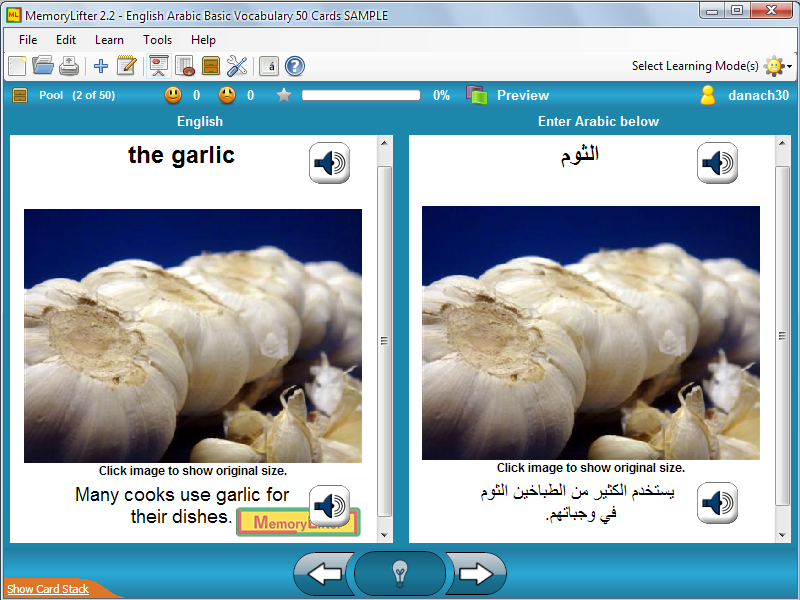 MemoryLifter 2.2 - English Arabic Basic Vocabulary 50 Cards SAMPLE
File Edit Learn Tools Help
á ? Select Learning Mode(s)
Pool (2 of 50) 0 0 0% Preview danach30
English
Enter Arabic below
the garlic
Click image to show original size.
Many cooks use garlic for
their dishes.
MemoryLifter
الثوم
Click image to show original size.
يستخدم الكثير من الطباخين الثوم
في وجباتهم.
Show Card Stack